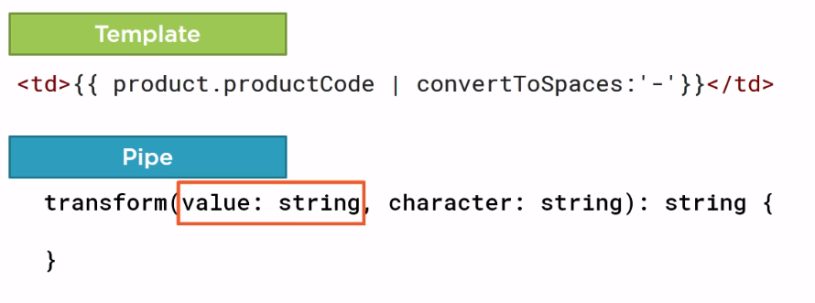 Template
<td>{{ product.productCode | convertToSpaces:'-'}}</td>
Pipe
transform(value: string, character: string): string {
}